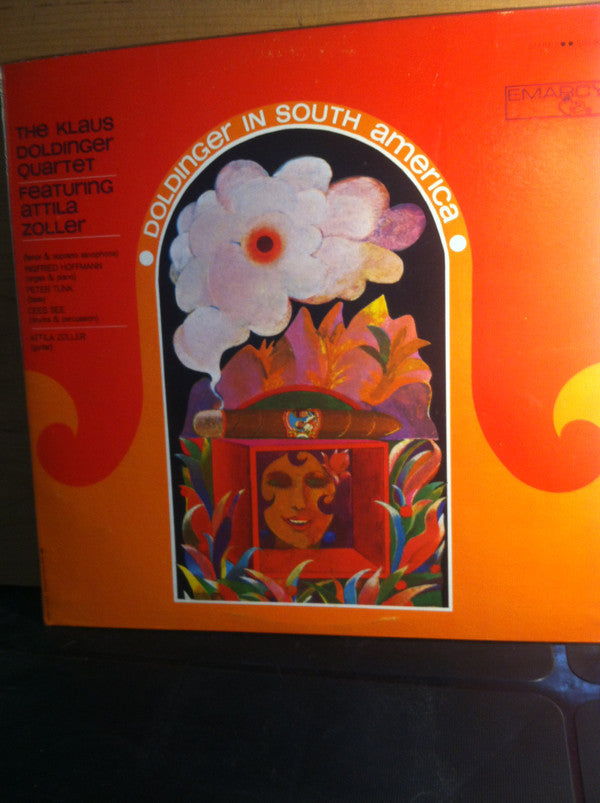 THE KLAUS
DOLDINGER
QUARTET
FEATURING
ATTILA
ZOLLER
(tenor & soprano saxophone)
INGFRIED HOFFMANN
(organ & piano)
PETER TUNK
(bass)
CEES SEE
(drums & percussion)
ATTILA ZOLLER
(guitar)
DOLDINGER IN SOUTH america
EMARCY